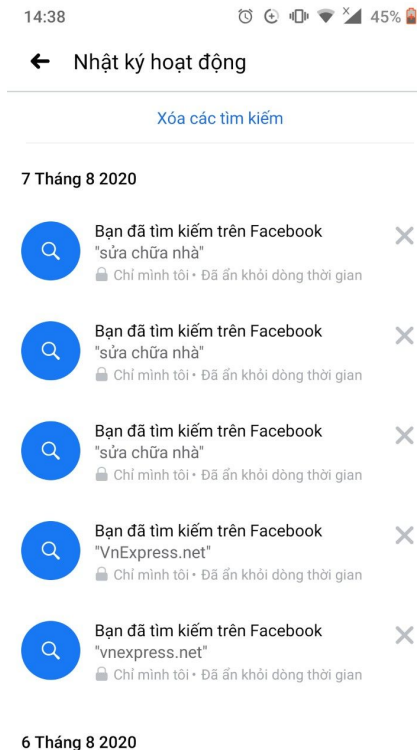 14:38
45%
Nhật ký hoạt động
Xóa các tìm kiếm
7 Tháng 8 2020
Bạn đã tìm kiếm trên Facebook
"sửa chữa nhà"
Chỉ mình tôi • Đã ẩn khỏi dòng thời gian
Bạn đã tìm kiếm trên Facebook
"sửa chữa nhà"
Chỉ mình tôi • Đã ẩn khỏi dòng thời gian
Bạn đã tìm kiếm trên Facebook
"sửa chữa nhà"
Chỉ mình tôi • Đã ẩn khỏi dòng thời gian
Bạn đã tìm kiếm trên Facebook
"VnExpress.net"
Chỉ mình tôi • Đã ẩn khỏi dòng thời gian
Bạn đã tìm kiếm trên Facebook
"vnexpress.net"
Chỉ mình tôi • Đã ẩn khỏi dòng thời gian
6 Tháng 8 2020